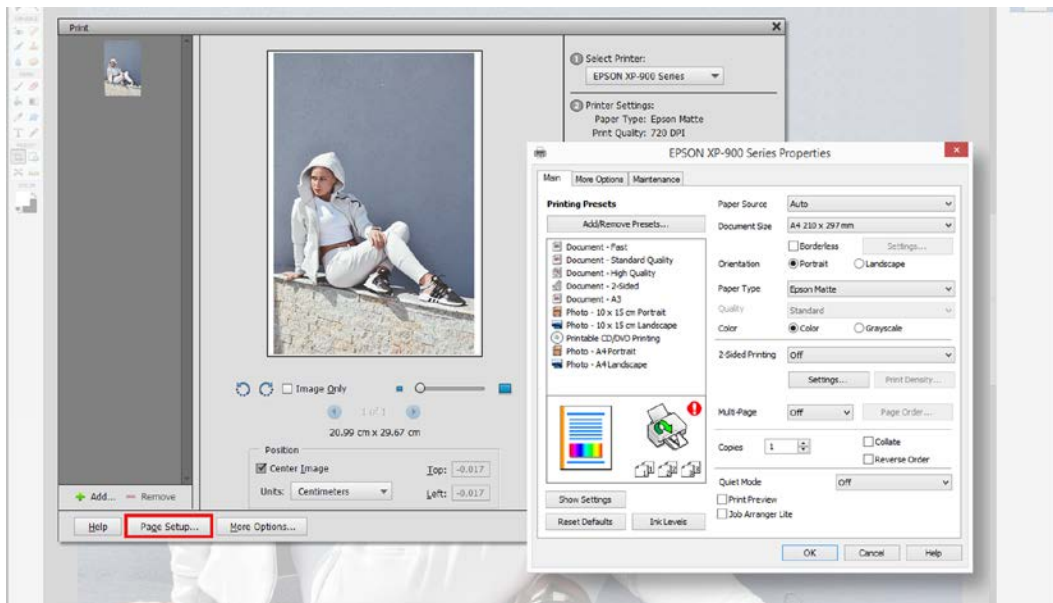 Print
Select Printer:
EPSON XP-900 Series
Printer Settings:
Paper Type: Epson Matte
Print Quality: 720 DPI
Image Only
1 of 1
20.99 cm x 29.67 cm
Position
Center Image
Top: -0.017
Units: Centimeters
Left: -0.017
Add...
Remove
Help
Page Setup...
More Options...
EPSON XP-900 Series Properties
Main
More Options
Maintenance
Printing Presets
Add/Remove Presets...
Document - Fast
Document - Standard Quality
Document - High Quality
Document - 2-Sided
Document - A3
Photo - 10 x 15 cm Portrait
Photo - 10 x 15 cm Landscape
Printable CD/DVD Printing
Photo - A4 Portrait
Photo - A4 Landscape
Show Settings
Reset Defaults
Ink Levels
Paper Source Auto
Document Size A4 210 x 297 mm
Borderless Settings...
Orientation Portrait Landscape
Paper Type Epson Matte
Quality Standard
Color Color Grayscale
2-Sided Printing Off
Settings... Print Density...
Multi-Page Off Page Order...
Copies 1 Collate
Reverse Order
Quiet Mode Off
Print Preview
Job Arranger Lite
OK Cancel Help